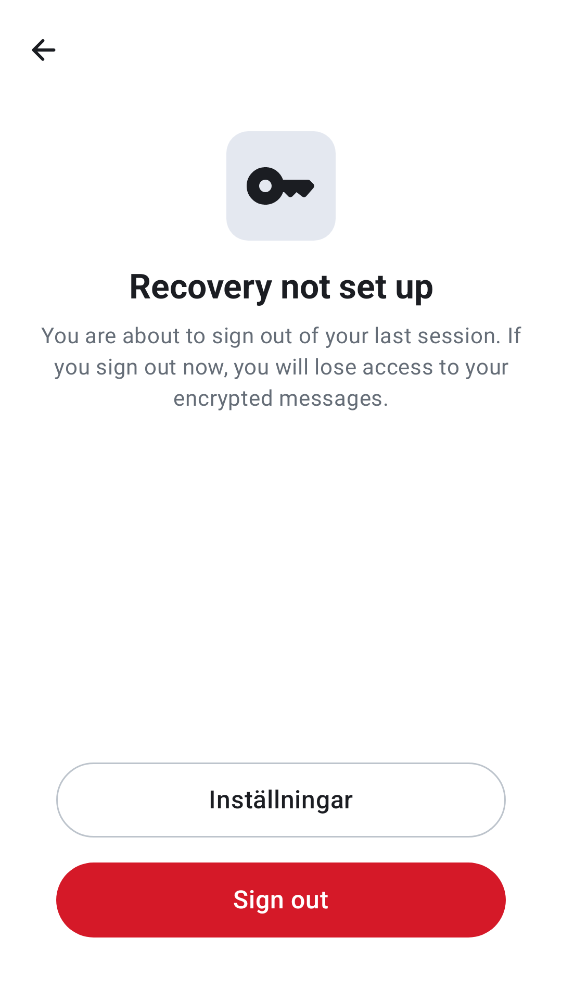 Recovery not set up
You are about to sign out of your last session. If
you sign out now, you will lose access to your
encrypted messages.
Inställningar
Sign out